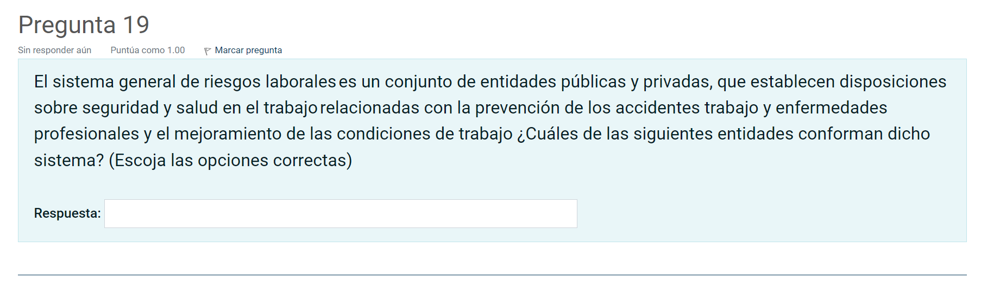 Pregunta 19
Sin responder aún Puntúa como 1.00 Marcar pregunta
El sistema general de riesgos laborales es un conjunto de entidades públicas y privadas, que establecen disposiciones
sobre seguridad y salud en el trabajo relacionadas con la prevención de los accidentes trabajo y enfermedades
profesionales y el mejoramiento de las condiciones de trabajo ¿Cuáles de las siguientes entidades conforman dicho
sistema? (Escoja las opciones correctas)
Respuesta: